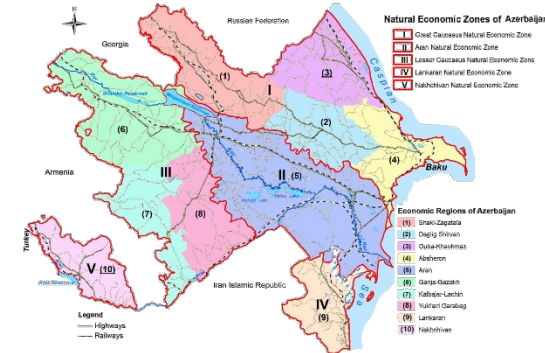 Natural Economic Zones of Azerbaijan
I Great Caucasus Natural Economic Zone
II Aran Natural Economic Zone
III Lesser Caucasus Natural Economic Zone
IV Lankaran Natural Economic Zone
V Nakhchivan Natural Economic Zone
Russian Federation
Georgia
Caspian
Sea
Armenia
Turkey
Iran Islamic Republic
Baku
(1)
I
(3)
(2)
(4)
(6)
II
(5)
III
(7)
(8)
V
(10)
IV
(9)
Economic Regions of Azerbaijan
(1) Shaki-Zagatala
(2) Daglig Shirvan
(3) Guba-Khachmas
(4) Absheron
(5) Aran
(6) Ganja-Gazakh
(7) Kalbajar-Lachin
(8) Yukhari Garabag
(9) Lankaran
(10) Nakhchivan
Legend
Highways
Railways